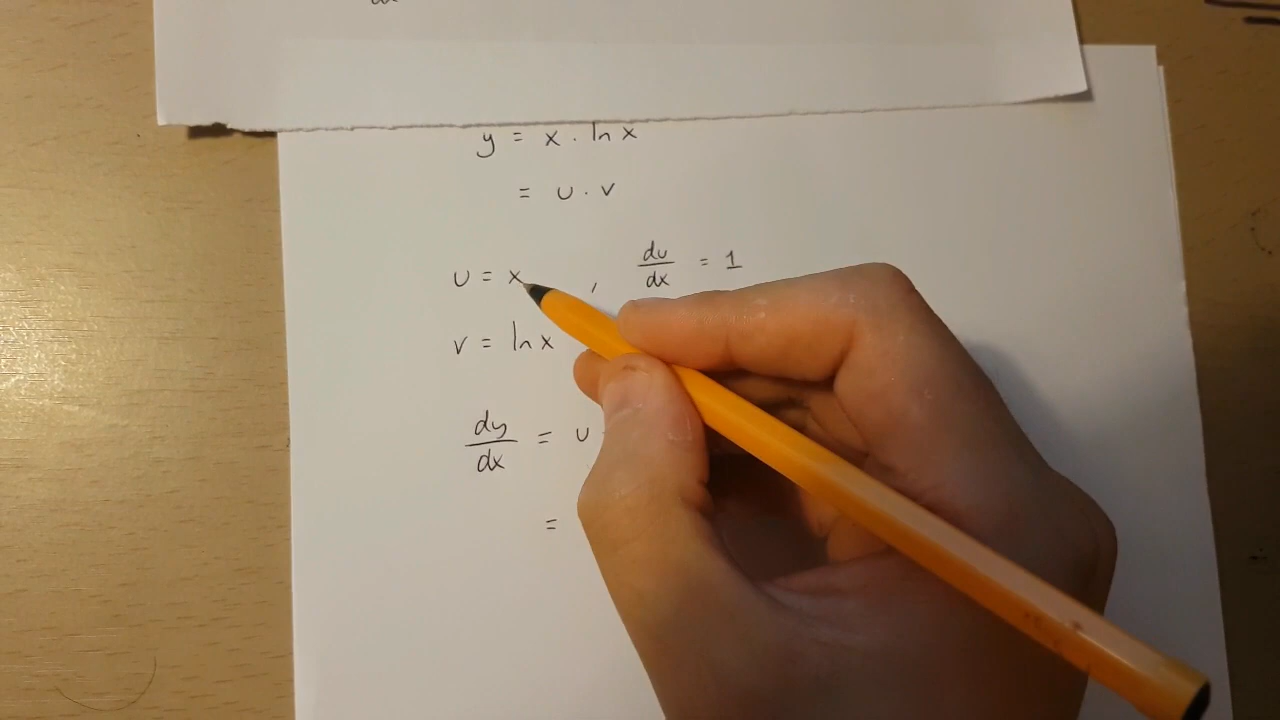 y = x · ln x
= u · v
u = x , du/dx = 1
v = ln x
dy/dx = u
=